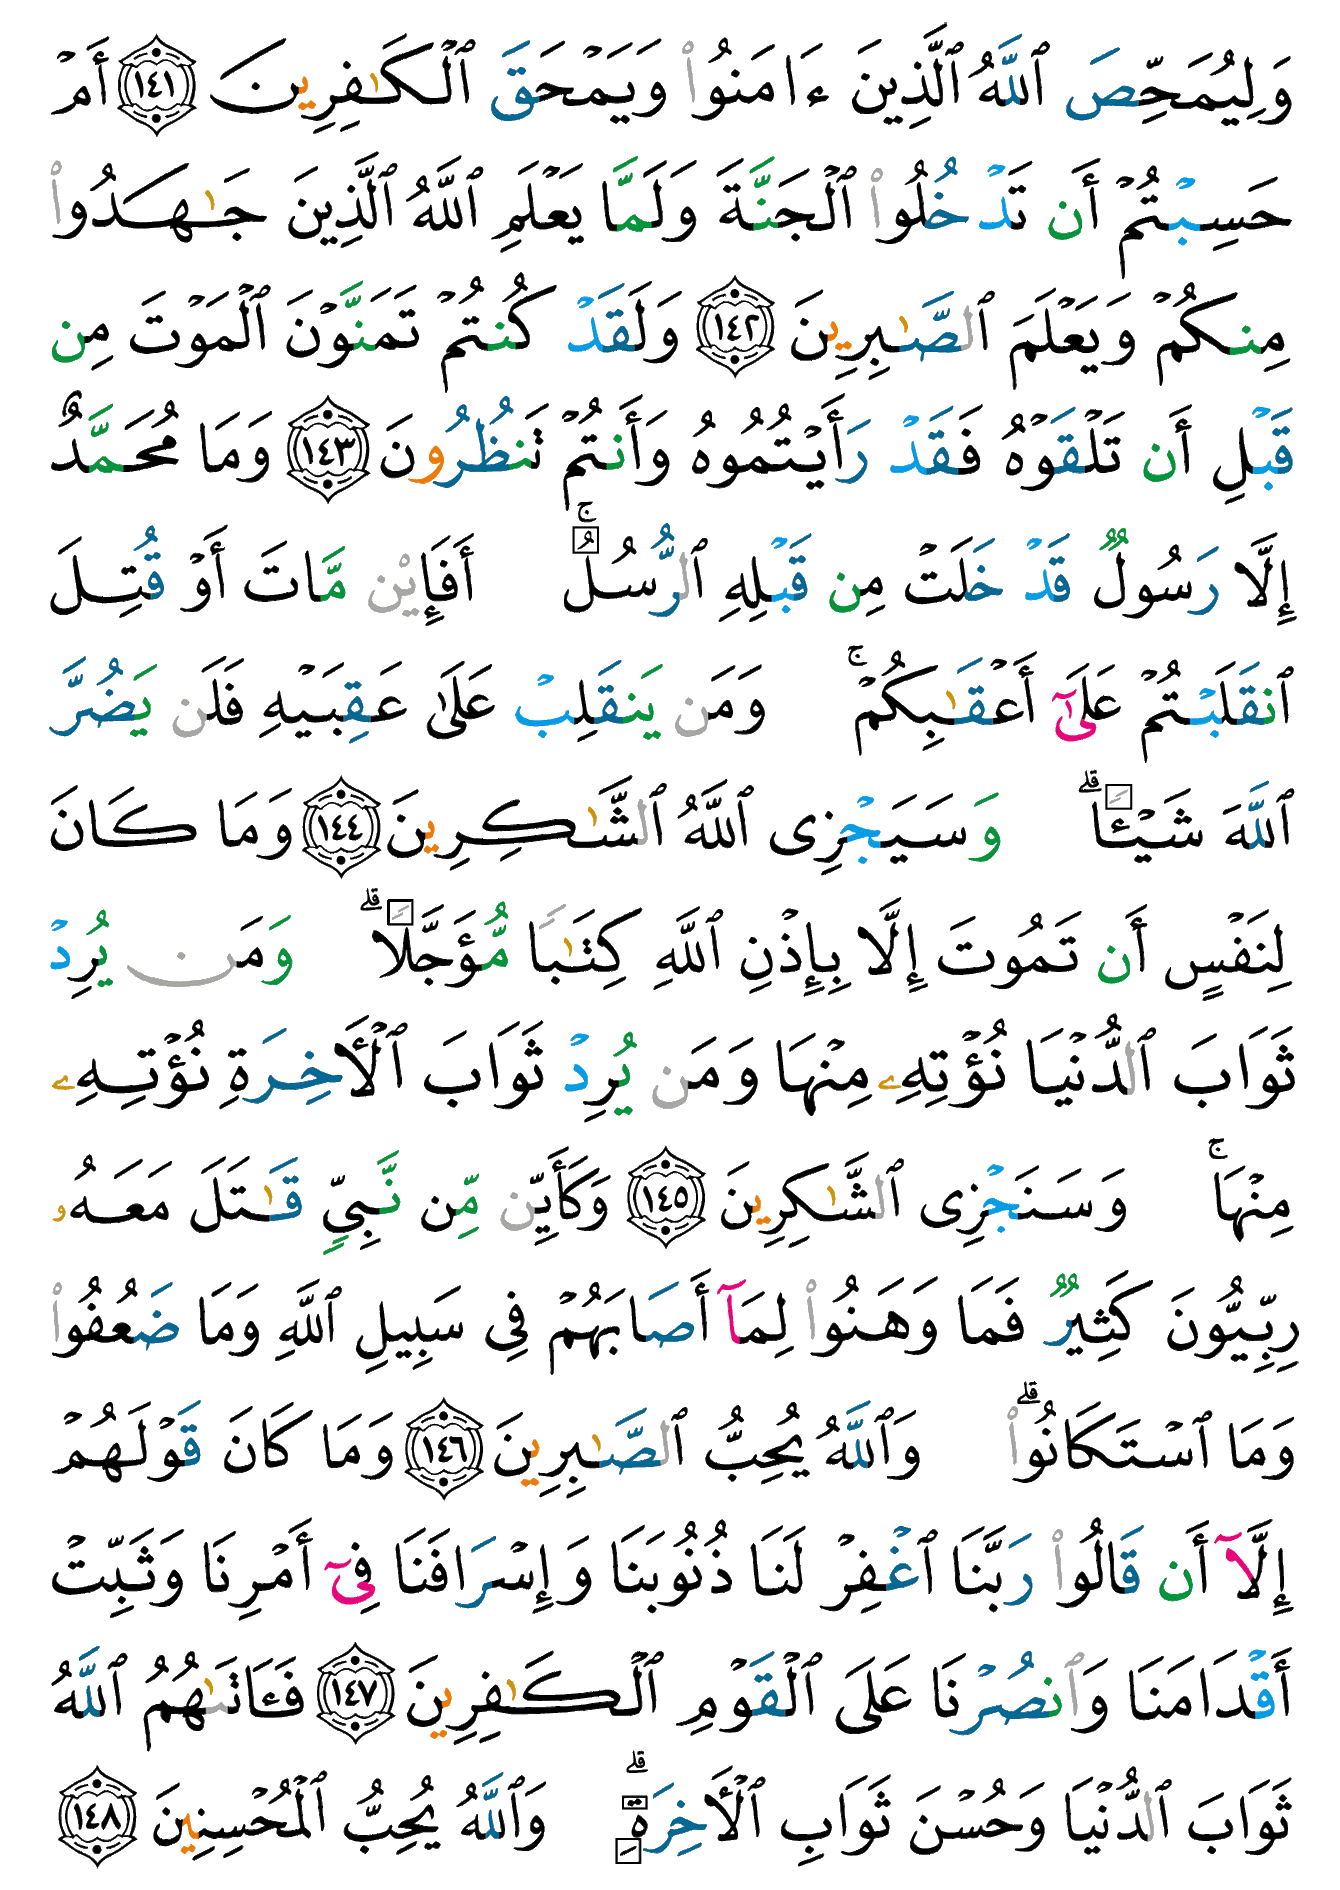 وَلِيُمَحِّصَ ٱللَّهُ ٱلَّذِينَ ءَامَنُوا۟ وَيَمْحَقَ ٱلْكَـٰفِرِينَ ١٤١ أَمْ
حَسِبْتُمْ أَن تَدْخُلُوا۟ ٱلْجَنَّةَ وَلَمَّا يَعْلَمِ ٱللَّهُ ٱلَّذِينَ جَـٰهَدُوا۟
مِنكُمْ وَيَعْلَمَ ٱلصَّـٰبِرِينَ ١٤٢ وَلَقَدْ كُنتُمْ تَمَنَّوْنَ ٱلْمَوْتَ مِن
قَبْلِ أَن تَلْقَوْهُ فَقَدْ رَأَيْتُمُوهُ وَأَنتُمْ تَنظُرُونَ ١٤٣ وَمَا مُحَمَّدٌ
إِلَّا رَسُولٌ قَدْ خَلَتْ مِن قَبْلِهِ ٱلرُّسُلُ ۚ أَفَإِي۟ن مَّاتَ أَوْ قُتِلَ
ٱنقَلَبْتُمْ عَلَىٰٓ أَعْقَـٰبِكُمْ ۚ وَمَن يَنقَلِبْ عَلَىٰ عَقِبَيْهِ فَلَن يَضُرَّ
ٱللَّهَ شَيْـًٔا ۗ وَسَيَجْزِى ٱللَّهُ ٱلشَّـٰكِرِينَ ١٤٤ وَمَا كَانَ
لِنَفْسٍ أَن تَمُوتَ إِلَّا بِإِذْنِ ٱللَّهِ كِتَـٰبًا مُّؤَجَّلًا ۗ وَمَن يُرِدْ
ثَوَابَ ٱلدُّنْيَا نُؤْتِهِۦ مِنْهَا وَمَن يُرِدْ ثَوَابَ ٱلْأَخِرَةِ نُؤْتِهِۦ
مِنْهَا ۚ وَسَنَجْزِى ٱلشَّـٰكِرِينَ ١٤٥ وَكَأَيِّن مِّن نَّبِىٍّ قَـٰتَلَ مَعَهُۥ
رِبِّيُّونَ كَثِيرٌ فَمَا وَهَنُوا۟ لِمَآ أَصَابَهُمْ فِى سَبِيلِ ٱللَّهِ وَمَا ضَعُفُوا۟
وَمَا ٱسْتَكَانُوا۟ ۗ وَٱللَّهُ يُحِبُّ ٱلصَّـٰبِرِينَ ١٤٦ وَمَا كَانَ قَوْلَهُمْ
إِلَّآ أَن قَالُوا۟ رَبَّنَا ٱغْفِرْ لَنَا ذُنُوبَنَا وَإِسْرَافَنَا فِىٓ أَمْرِنَا وَثَبِّتْ
أَقْدَامَنَا وَٱنصُرْنَا عَلَى ٱلْقَوْمِ ٱلْكَـٰفِرِينَ ١٤٧ فَـَٔاتَىٰهُمُ ٱللَّهُ
ثَوَابَ ٱلدُّنْيَا وَحُسْنَ ثَوَابِ ٱلْأَخِرَةِ ۗ وَٱللَّهُ يُحِبُّ ٱلْمُحْسِنِينَ ١٤٨